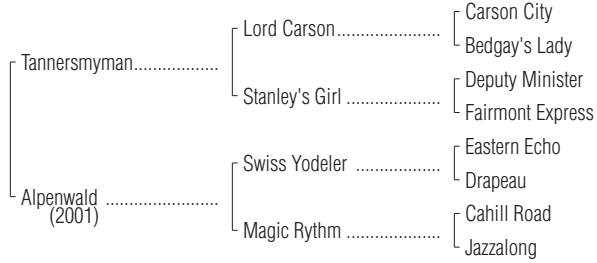 Carson City
Lord Carson......................
Bedgay's Lady
Tannersmyman..................
Deputy Minister
Stanley's Girl ....................
Fairmont Express
Eastern Echo
Swiss Yodeler ..................
Drapeau
Alpenwald ........................
(2001)
Cahill Road
Magic Rythm ....................
Jazzalong